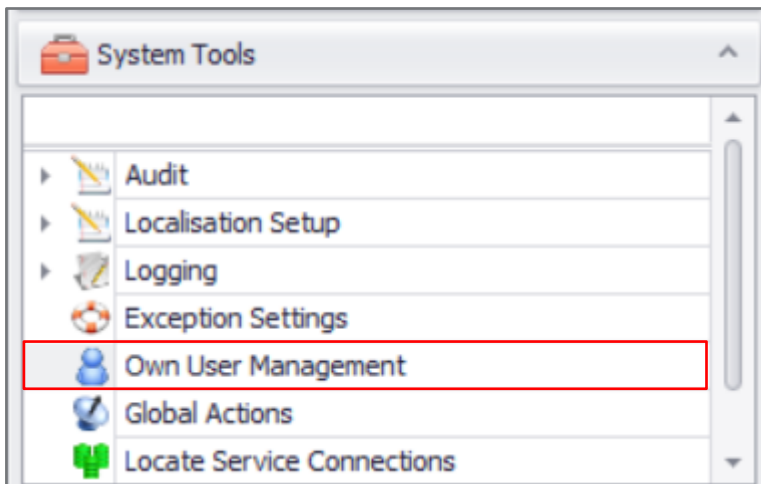 System Tools
Audit
Localisation Setup
Logging
Exception Settings
Own User Management
Global Actions
Locate Service Connections